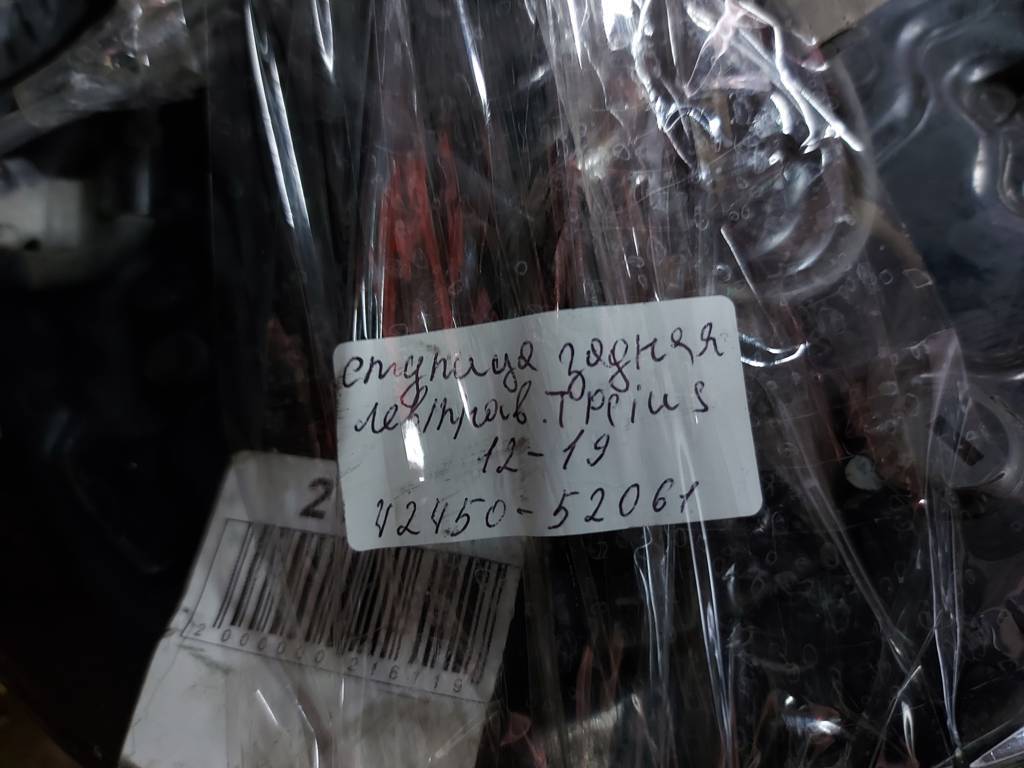 ступица задняя
лев/прав. T Prius
12-19
42450-52061
2
2000000216119